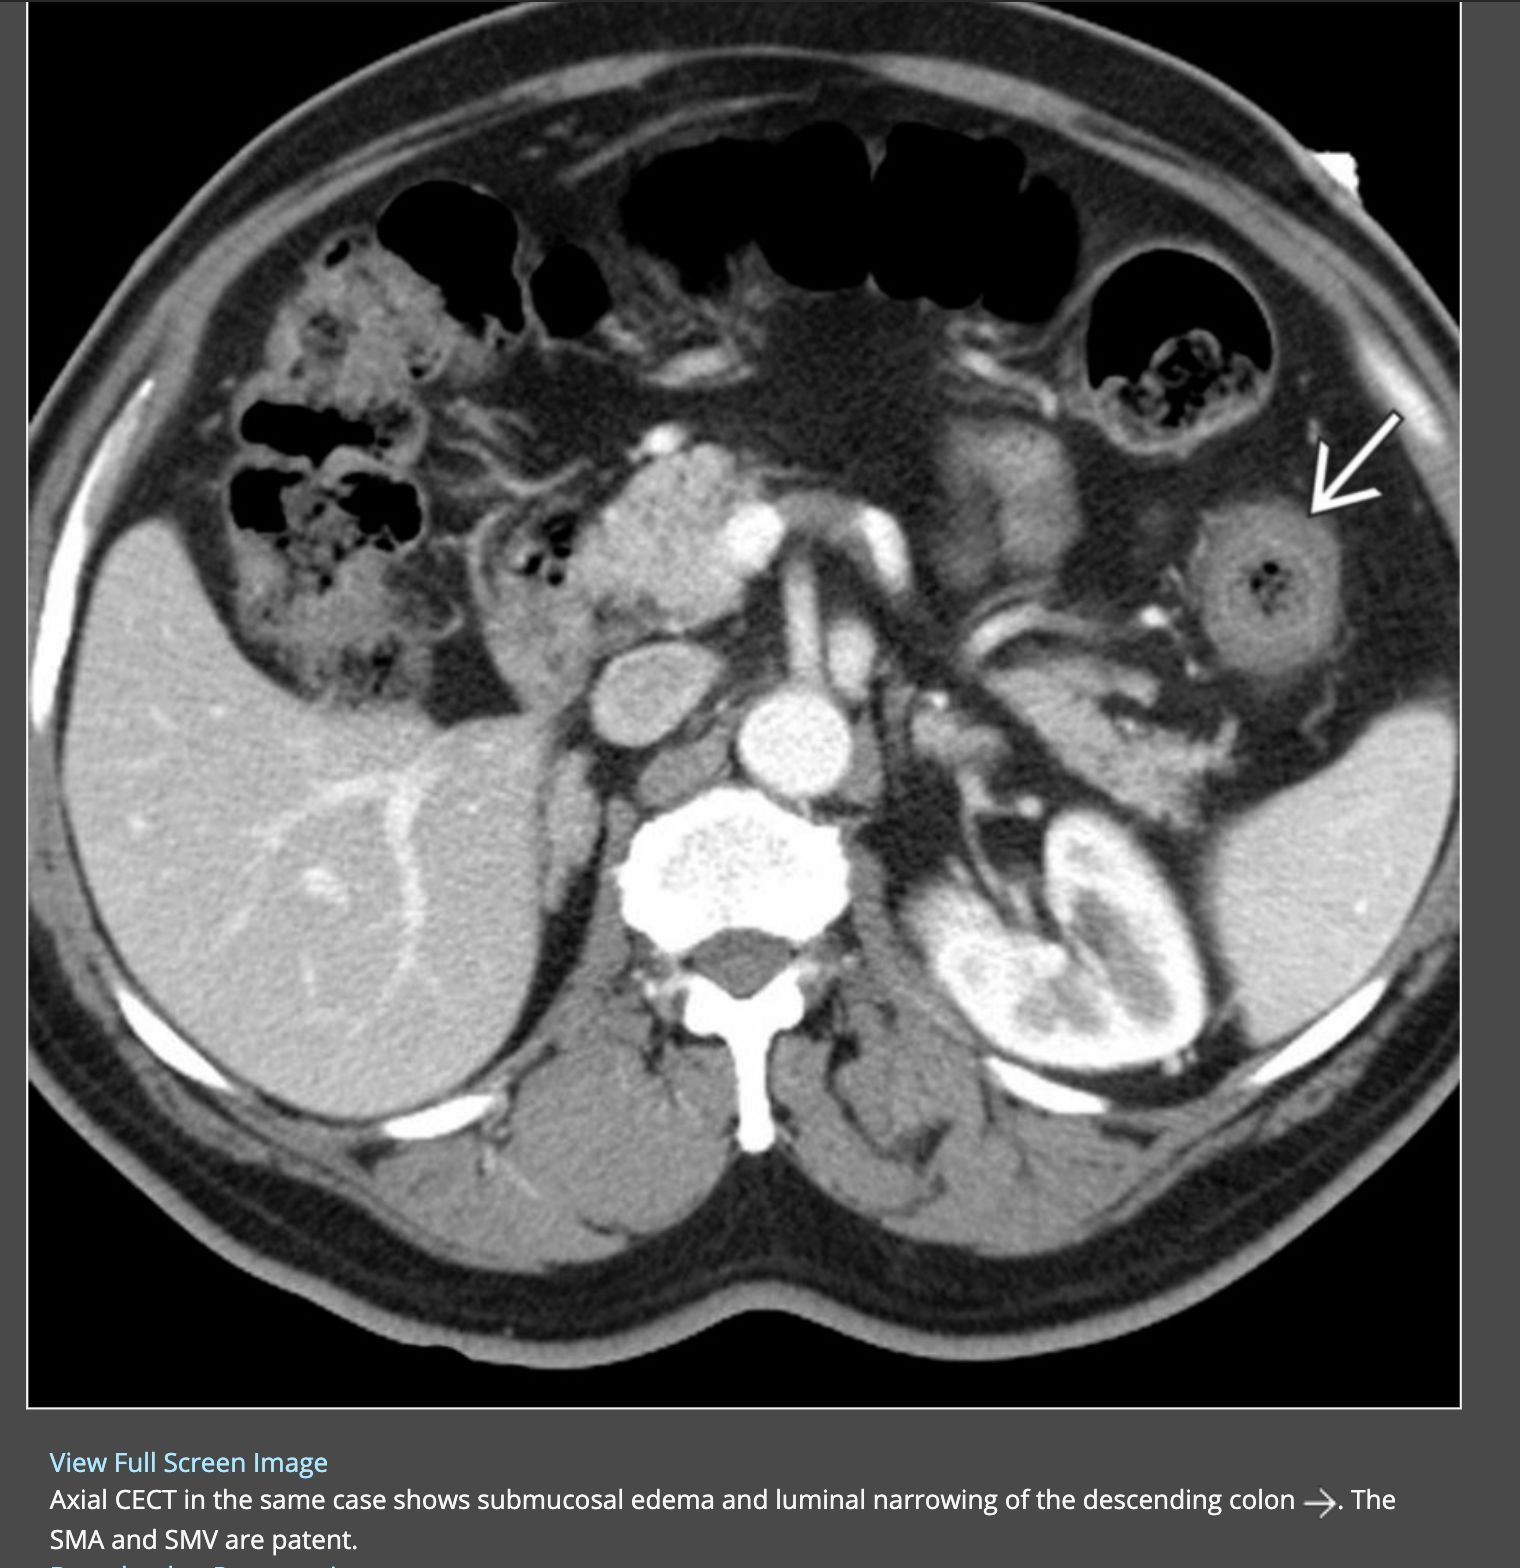 View Full Screen Image
Axial CECT in the same case shows submucosal edema and luminal narrowing of the descending colon →. The
SMA and SMV are patent.